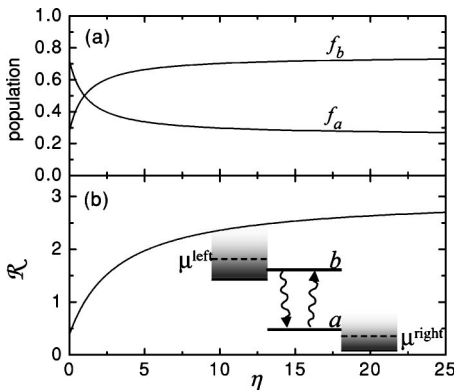 1.0
(a)
0.8
f_b
0.6
population
0.4
f_a
0.2
0.0
3
(b)
2
μ^left
b
ℛ
1
a
μ^righf
0
0 5 10 15 20 25
η